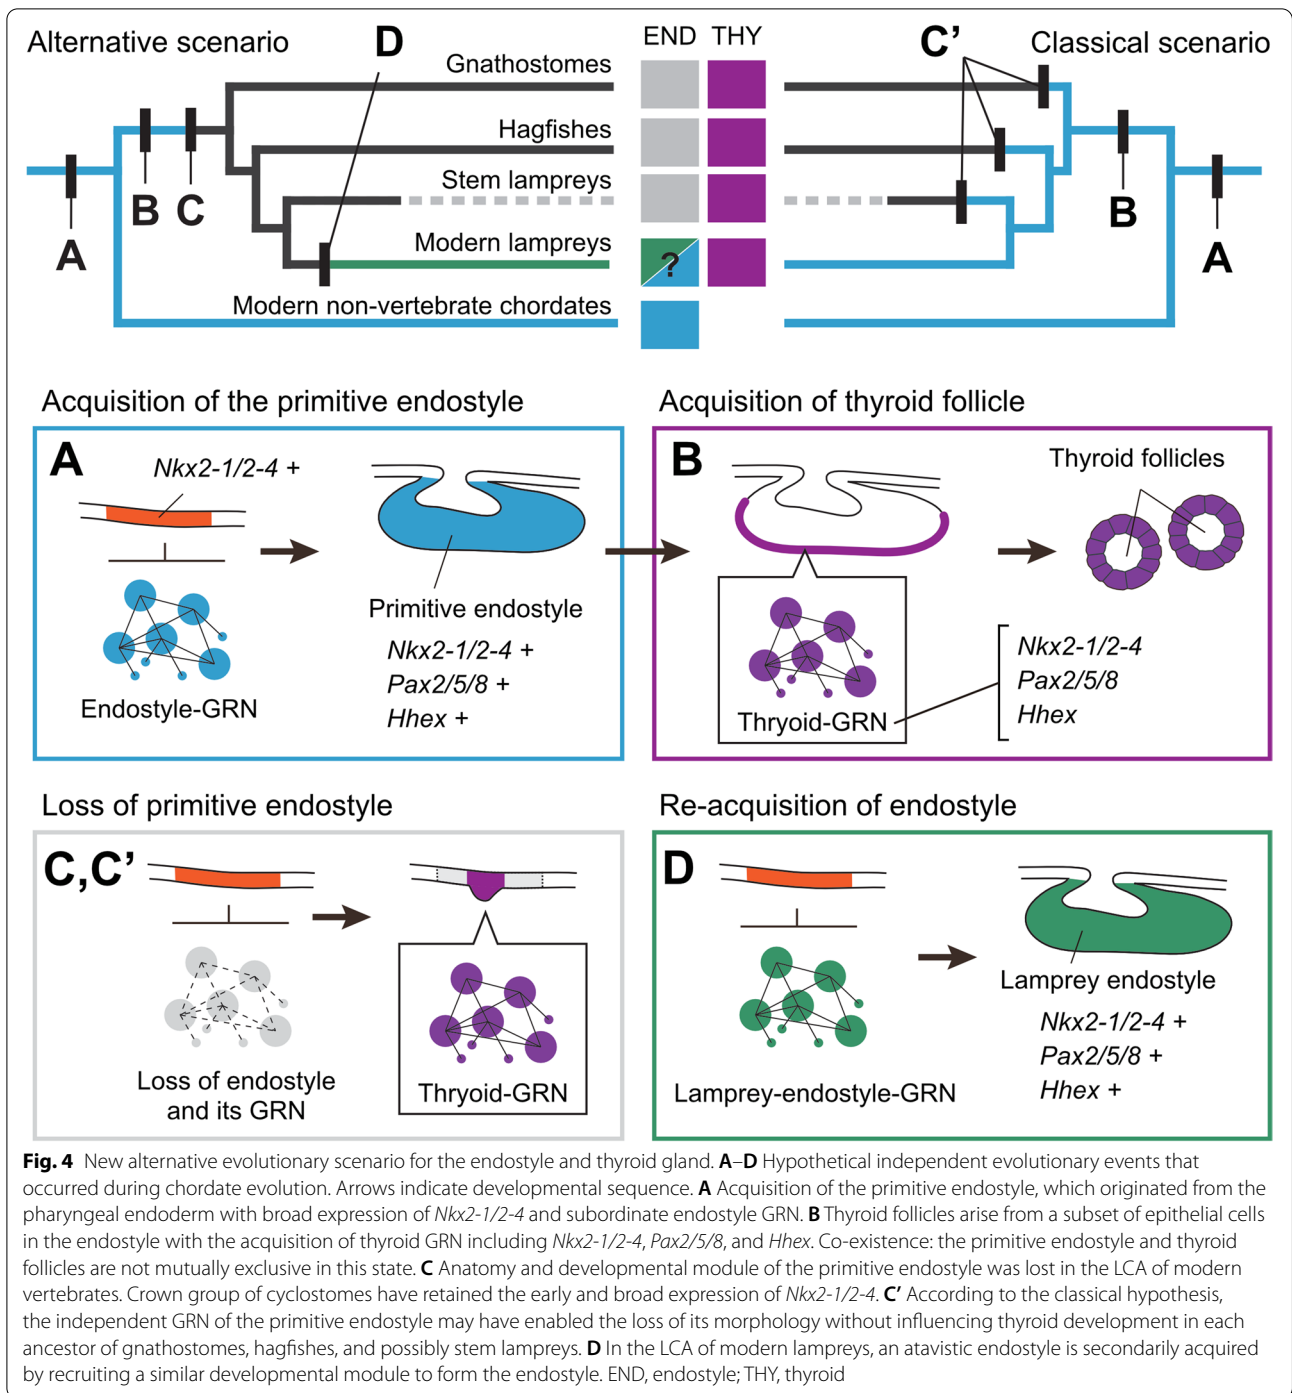 Alternative scenario
D
END THY
C’
Classical scenario
Gnathostomes
Hagfishes
Stem lampreys
Modern lampreys
?
Modern non-vertebrate chordates
A
B
C
B
A
Acquisition of the primitive endostyle
A
Nkx2-1/2-4 +
Endostyle-GRN
Primitive endostyle
Nkx2-1/2-4 +
Pax2/5/8 +
Hhex +
Acquisition of thyroid follicle
B
Thyroid follicles
Thryoid-GRN
Nkx2-1/2-4
Pax2/5/8
Hhex
Loss of primitive endostyle
C,C’
Loss of endostyle
and its GRN
Thryoid-GRN
Re-acquisition of endostyle
D
Lamprey-endostyle-GRN
Lamprey endostyle
Nkx2-1/2-4 +
Pax2/5/8 +
Hhex +
Fig. 4 New alternative evolutionary scenario for the endostyle and thyroid gland. A–D Hypothetical independent evolutionary events that
occurred during chordate evolution. Arrows indicate developmental sequence. A Acquisition of the primitive endostyle, which originated from the
pharyngeal endoderm with broad expression of Nkx2-1/2-4 and subordinate endostyle GRN. B Thyroid follicles arise from a subset of epithelial cells
in the endostyle with the acquisition of thyroid GRN including Nkx2-1/2-4, Pax2/5/8, and Hhex. Co-existence: the primitive endostyle and thyroid
follicles are not mutually exclusive in this state. C Anatomy and developmental module of the primitive endostyle was lost in the LCA of modern
vertebrates. Crown group of cyclostomes have retained the early and broad expression of Nkx2-1/2-4. C’ According to the classical hypothesis,
the independent GRN of the primitive endostyle may have enabled the loss of its morphology without influencing thyroid development in each
ancestor of gnathostomes, hagfishes, and possibly stem lampreys. D In the LCA of modern lampreys, an atavistic endostyle is secondarily acquired
by recruiting a similar developmental module to form the endostyle. END, endostyle; THY, thyroid